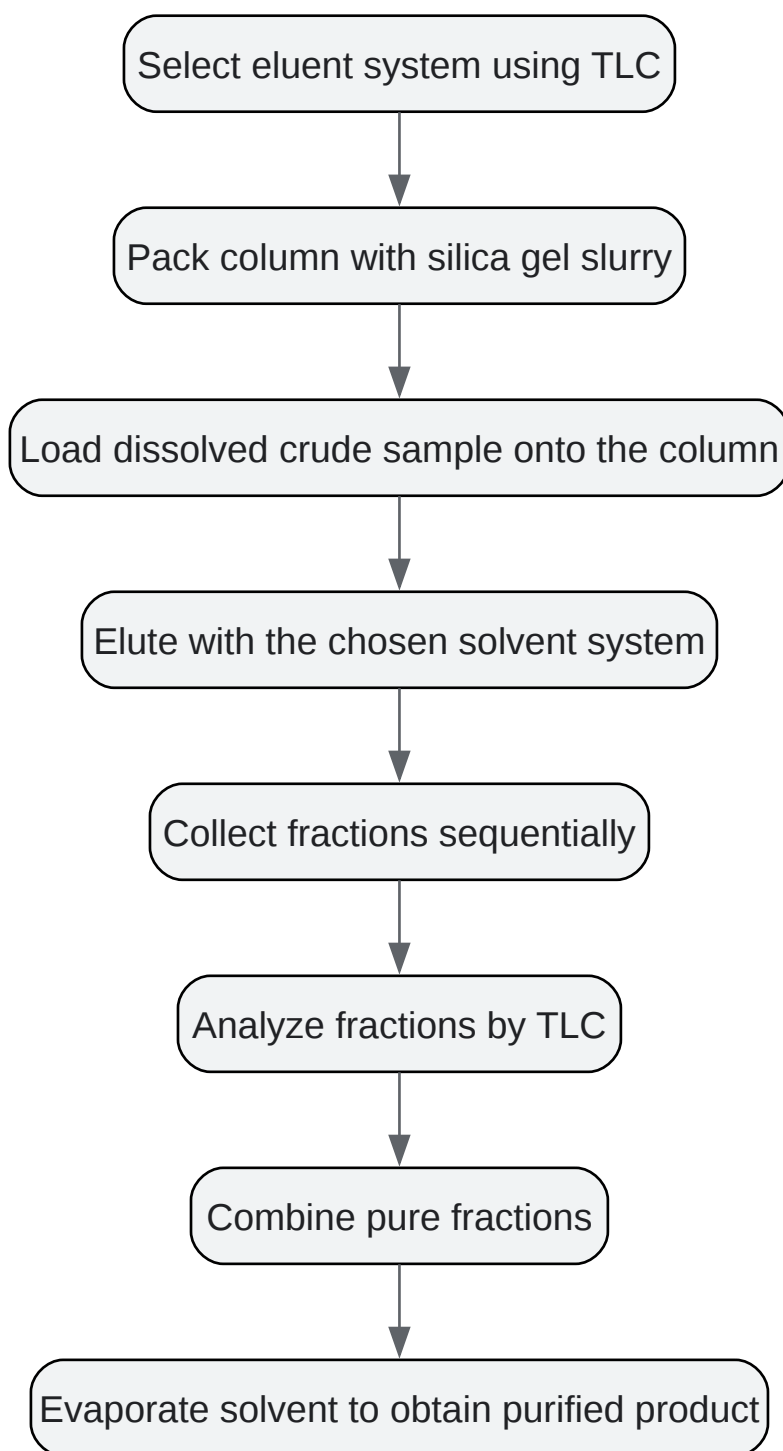 Select eluent system using TLC
Pack column with silica gel slurry
Load dissolved crude sample onto the column
Elute with the chosen solvent system
Collect fractions sequentially
Analyze fractions by TLC
Combine pure fractions
Evaporate solvent to obtain purified product